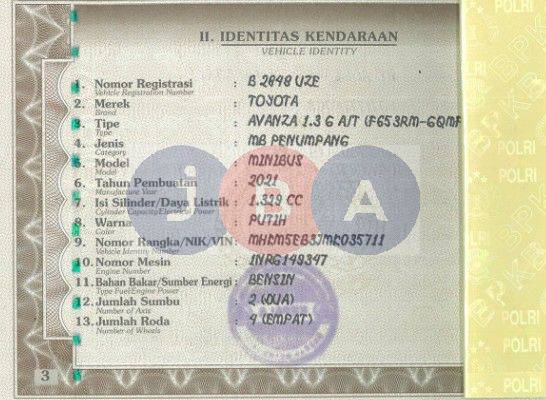 II. IDENTITAS KENDARAAN
VEHICLE IDENTITY
1. Nomor Registrasi : B 2848 UZE
Vehicle Registration Number
2. Merek : TOYOTA
Brand
3. Tipe : AVANZA 1.3 G A/T (F653RM-GQMF
Type
4. Jenis : MB PENUMPANG
Category
5. Model : MINIBUS
Model
6. Tahun Pembuatan : 2021
Manufacture Year
7. Isi Silinder/Daya Listrik : 1.329 CC
Cylinder Capacity/Electrical Power
8. Warna : PUTIH
Color
9. Nomor Rangka/NIK/VIN : MHKM5EB3JMK035711
Vehicle Identity Number
10. Nomor Mesin : 1NRG149347
Engine Number
11. Bahan Bakar/Sumber Energi : BENSIN
Type Fuel/Engine Power
12. Jumlah Sumbu : 2 (DUA)
Number of Axis
13. Jumlah Roda : 4 (EMPAT)
Number of Wheels
3
j B A
POLRI
POLRI
POLRI
POLRI
POLRI
POLRI